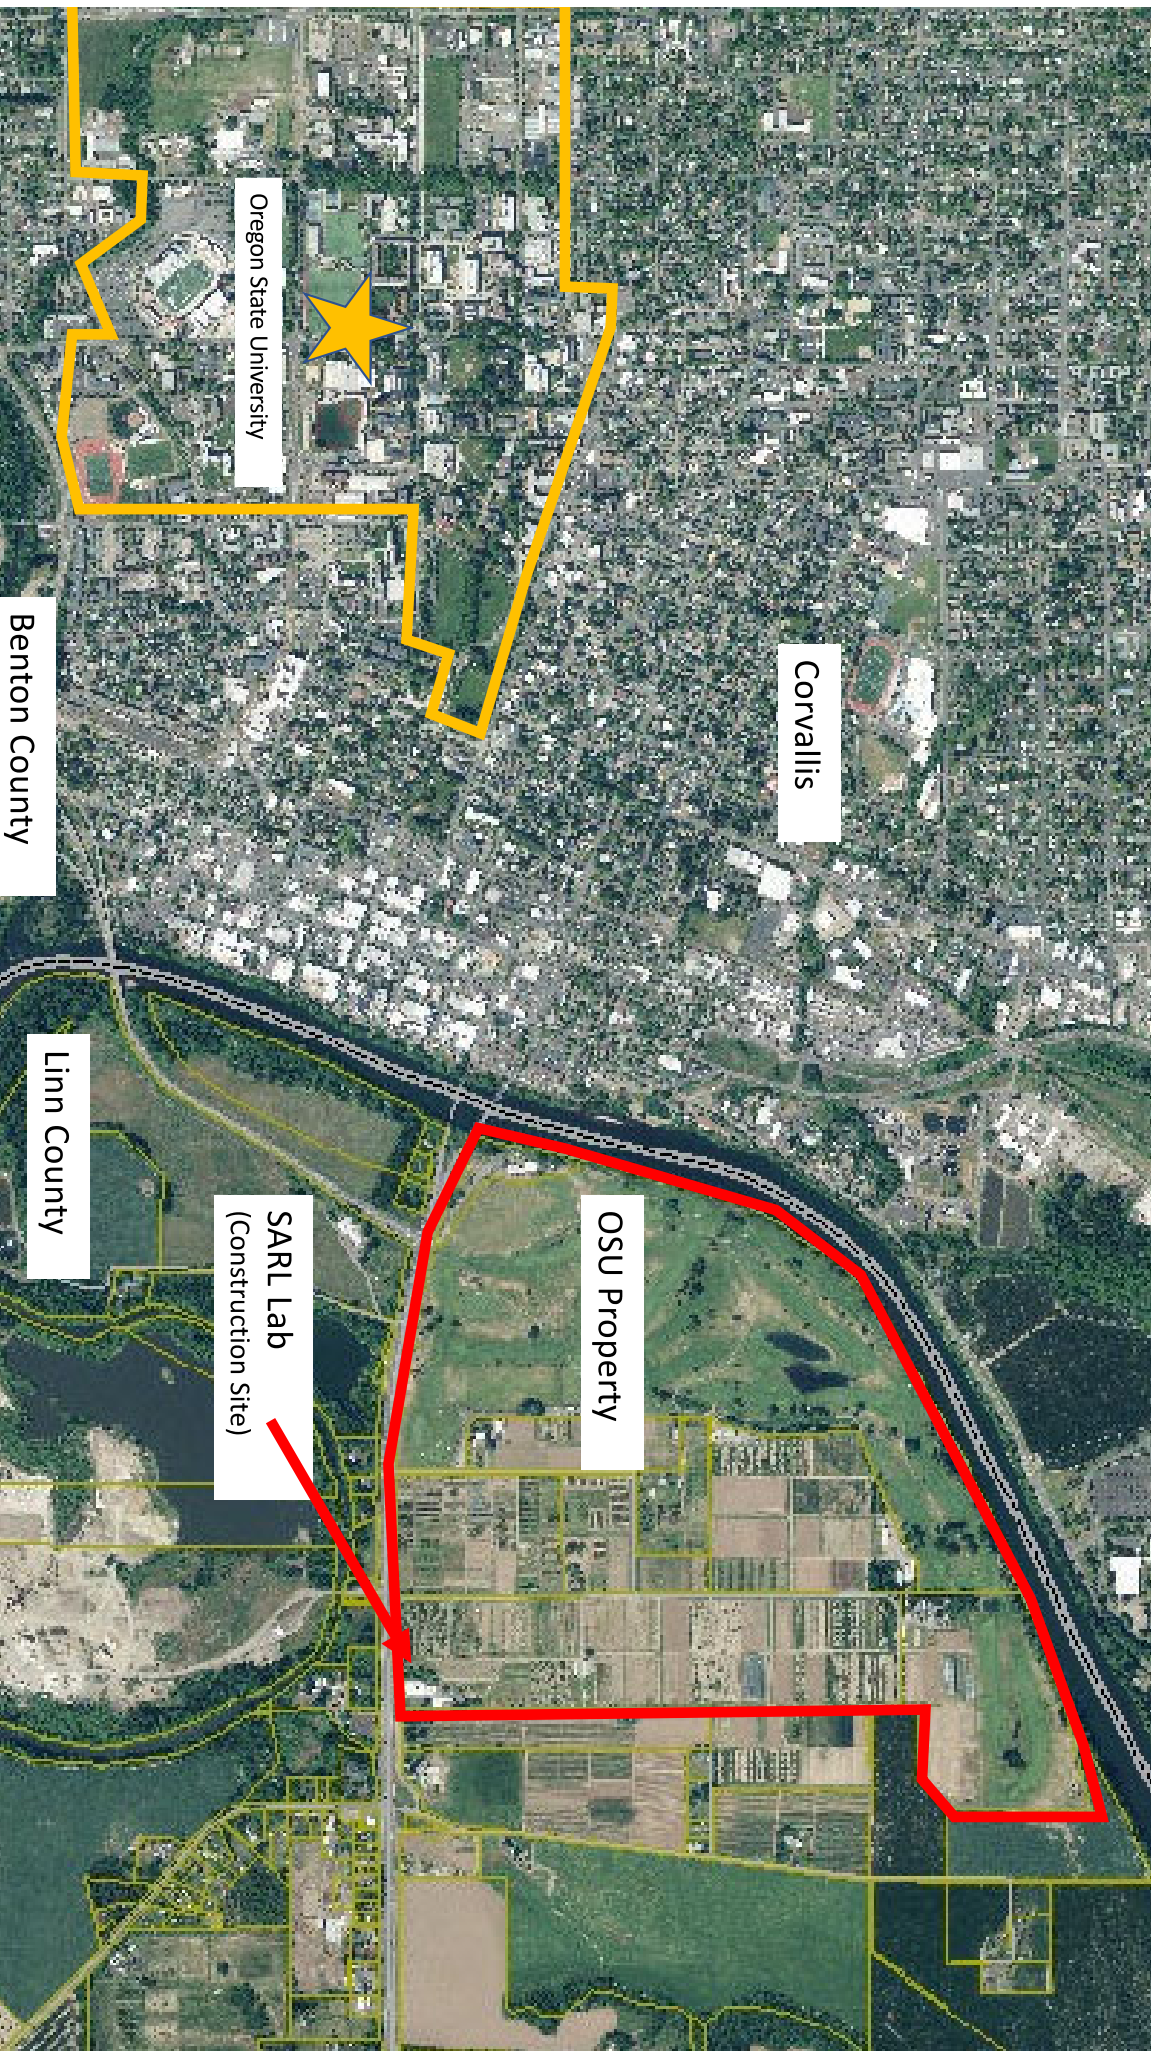 Corvallis
Oregon State University
OSU Property
SARL Lab
(Construction Site)
Benton County
Linn County